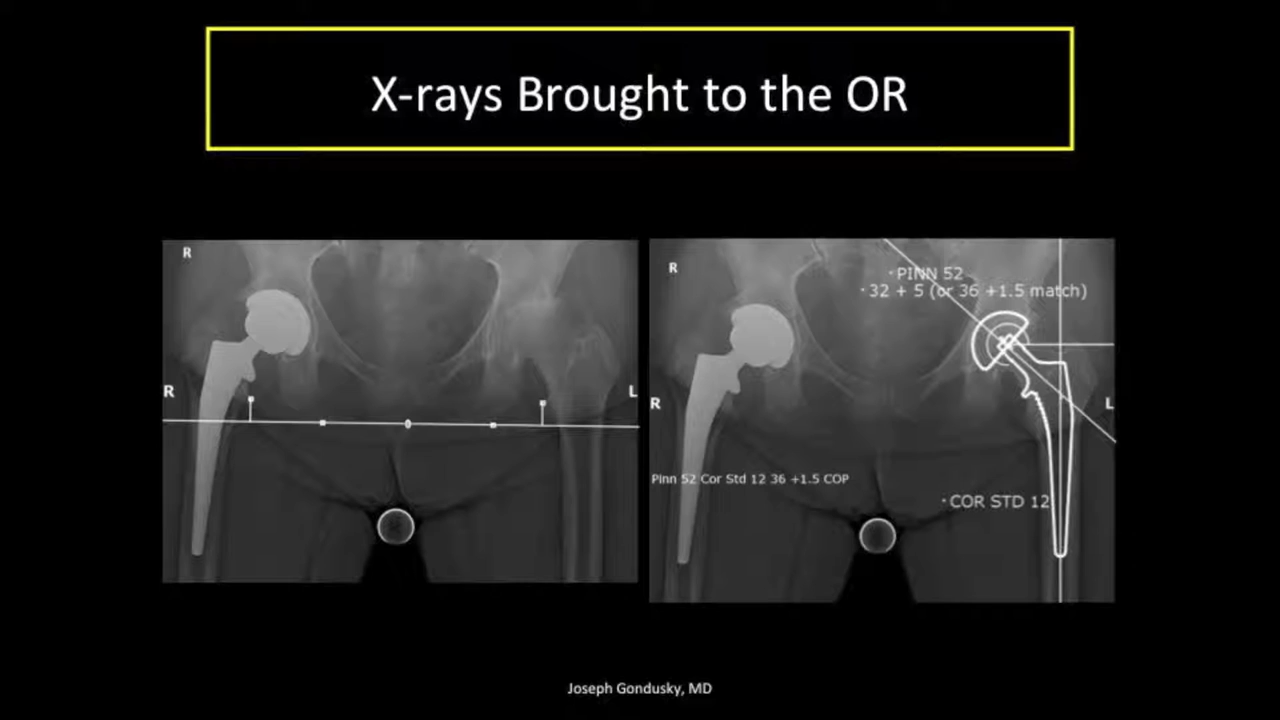 X-rays Brought to the OR
R
R
L
R
· PINN 52
· 32 + 5 (or 36 +1.5 match)
R
L
Pinn 52 Cor Std 12 36 +1.5 COP
· COR STD 12
Joseph Gondusky, MD